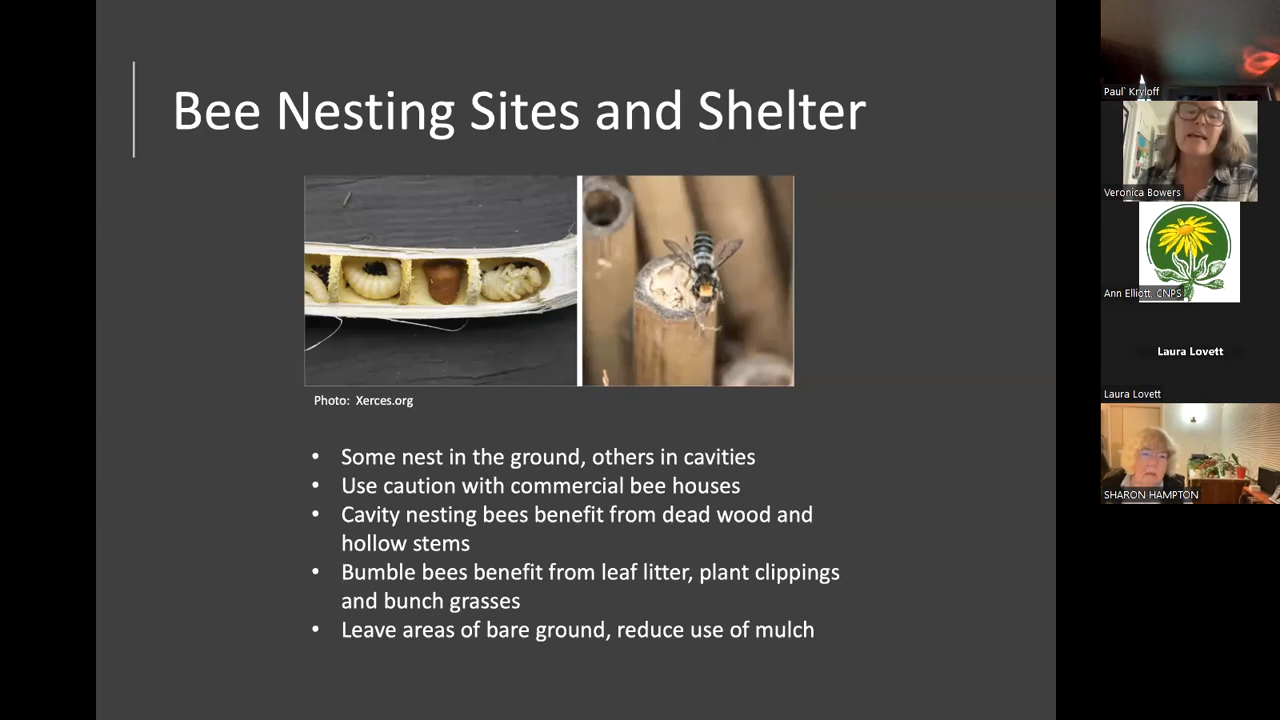 Bee Nesting Sites and Shelter
Photo: Xerces.org
• Some nest in the ground, others in cavities
• Use caution with commercial bee houses
• Cavity nesting bees benefit from dead wood and
hollow stems
• Bumble bees benefit from leaf litter, plant clippings
and bunch grasses
• Leave areas of bare ground, reduce use of mulch
Paul` Kryloff
Veronica Bowers
Ann Elliott, CNPS
Laura Lovett
Laura Lovett
SHARON HAMPTON